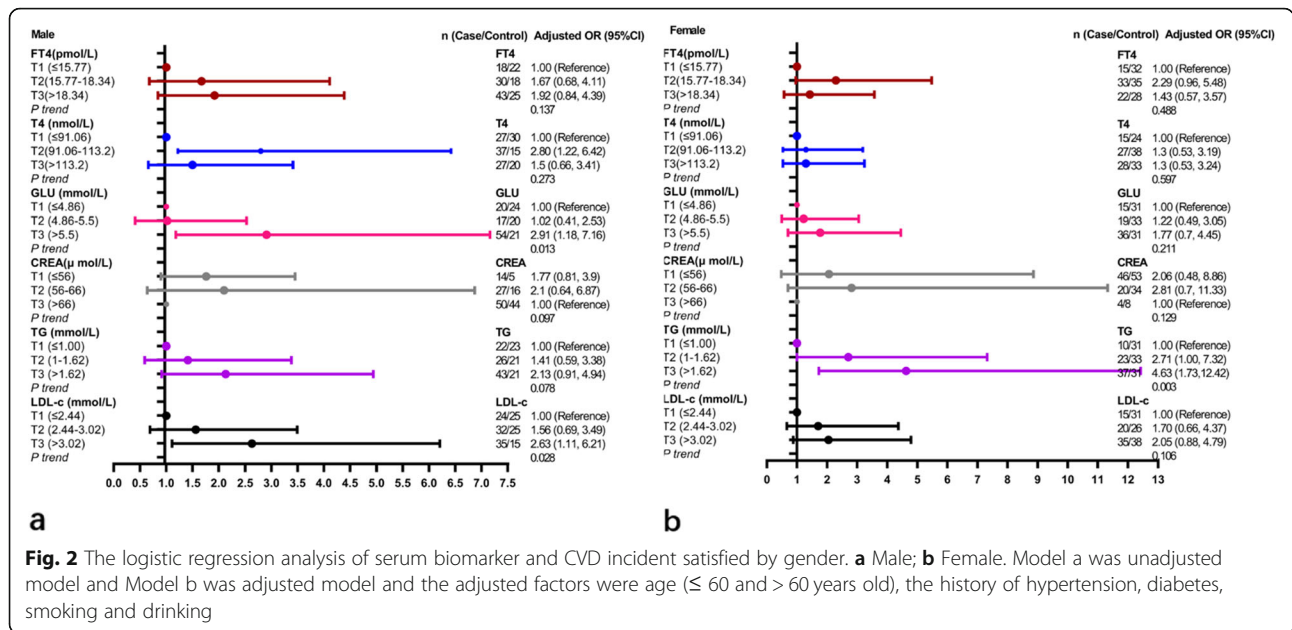 Male n (Case/Control) Adjusted OR (95%CI)
FT4(pmol/L) FT4
T1 (≤15.77) 18/22 1.00 (Reference)
T2(15.77-18.34) 30/18 1.67 (0.68, 4.11)
T3(>18.34) 43/25 1.92 (0.84, 4.39)
P trend 0.137
T4 (nmol/L) T4
T1 (≤91.06) 27/30 1.00 (Reference)
T2(91.06-113.2) 37/15 2.80 (1.22, 6.42)
T3(>113.2) 27/20 1.5 (0.66, 3.41)
P trend 0.273
GLU (mmol/L) GLU
T1 (≤4.86) 20/24 1.00 (Reference)
T2 (4.86-5.5) 17/20 1.02 (0.41, 2.53)
T3 (>5.5) 54/21 2.91 (1.18, 7.16)
P trend 0.013
CREA(μ mol/L) CREA
T1 (≤56) 14/5 1.77 (0.81, 3.9)
T2 (56-66) 27/16 2.1 (0.64, 6.87)
T3 (>66) 50/44 1.00 (Reference)
P trend 0.097
TG (mmol/L) TG
T1 (≤1.00) 22/23 1.00 (Reference)
T2 (1-1.62) 26/21 1.41 (0.59, 3.38)
T3 (>1.62) 43/21 2.13 (0.91, 4.94)
P trend 0.078
LDL-c (mmol/L) LDL-c
T1 (≤2.44) 24/25 1.00 (Reference)
T2 (2.44-3.02) 32/25 1.56 (0.69, 3.49)
T3 (>3.02) 35/15 2.63 (1.11, 6.21)
P trend 0.028
0.0 0.5 1.0 1.5 2.0 2.5 3.0 3.5 4.0 4.5 5.0 5.5 6.0 6.5 7.0 7.5
a
Female n (Case/Control) Adjusted OR (95%CI)
FT4(pmol/L) FT4
T1 (≤15.77) 15/32 1.00 (Reference)
T2(15.77-18.34) 33/35 2.29 (0.96, 5.48)
T3(>18.34) 22/28 1.43 (0.57, 3.57)
P trend 0.488
T4 (nmol/L) T4
T1 (≤91.06) 15/24 1.00 (Reference)
T2(91.06-113.2) 27/38 1.3 (0.53, 3.19)
T3(>113.2) 28/33 1.3 (0.53, 3.24)
P trend 0.597
GLU (mmol/L) GLU
T1 (≤4.86) 15/31 1.00 (Reference)
T2 (4.86-5.5) 19/33 1.22 (0.49, 3.05)
T3 (>5.5) 36/31 1.77 (0.7, 4.45)
P trend 0.211
CREA(μ mol/L) CREA
T1 (≤56) 46/53 2.06 (0.48, 8.86)
T2 (56-66) 20/34 2.81 (0.7, 11.33)
T3 (>66) 4/8 1.00 (Reference)
P trend 0.129
TG (mmol/L) TG
T1 (≤1.00) 10/31 1.00 (Reference)
T2 (1-1.62) 23/33 2.71 (1.00, 7.32)
T3 (>1.62) 37/31 4.63 (1.73,12.42)
P trend 0.003
LDL-c (mmol/L) LDL-c
T1 (≤2.44) 15/31 1.00 (Reference)
T2 (2.44-3.02) 20/26 1.70 (0.66, 4.37)
T3 (>3.02) 35/38 2.05 (0.88, 4.79)
P trend 0.106
0 1 2 3 4 5 6 7 8 9 10 11 12 13
b
Fig. 2 The logistic regression analysis of serum biomarker and CVD incident satisfied by gender. a Male; b Female. Model a was unadjusted
model and Model b was adjusted model and the adjusted factors were age (≤ 60 and > 60 years old), the history of hypertension, diabetes,
smoking and drinking